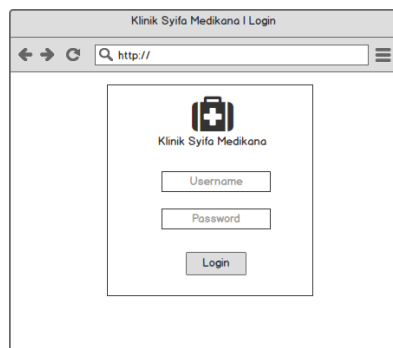 Klinik Syifa Medikana | Login
http://
Klinik Syifa Medikana
Username
Password
Login